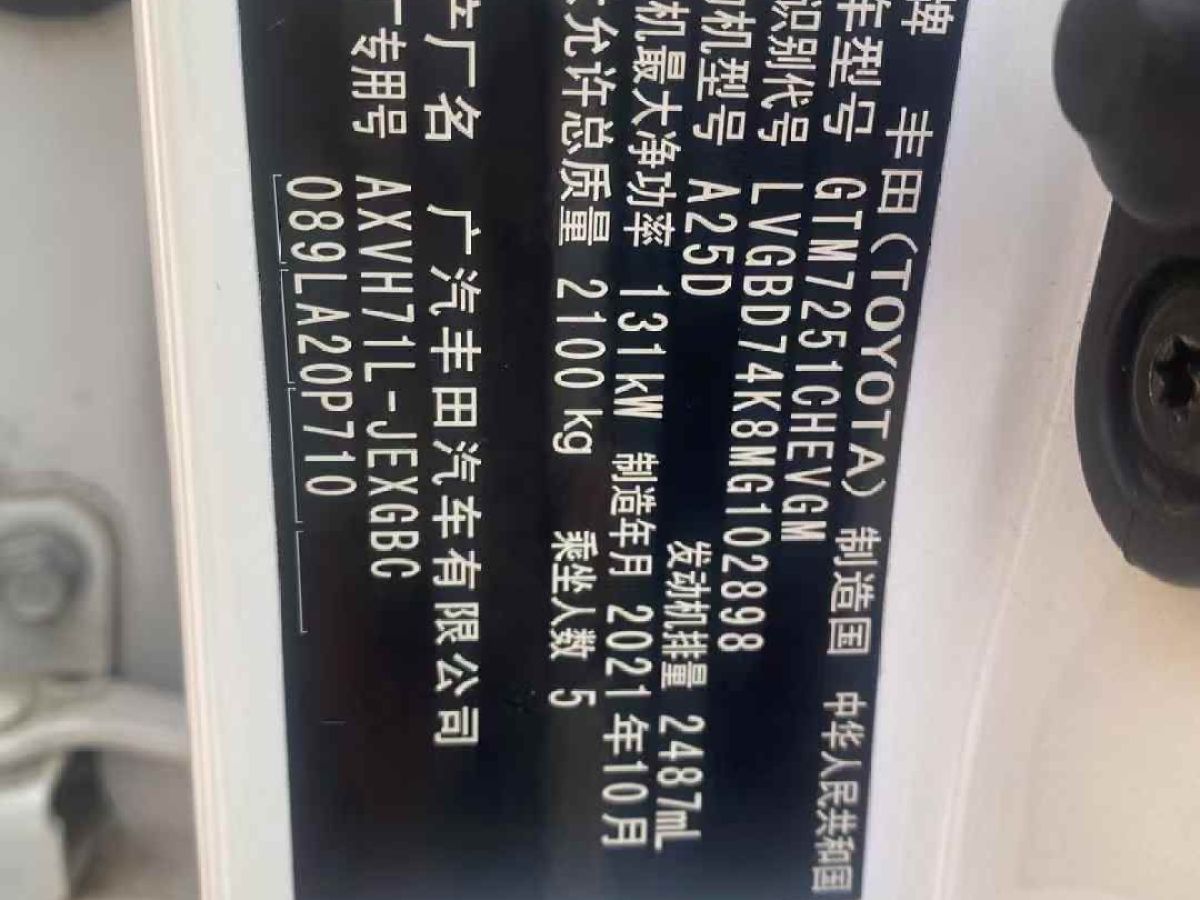 牌 丰田(TOYOTA) 制造国 中华人民共和国
车型号 GTM7251CHEVGM
识别代号 LVGBD74K8MG102898
机型号 A25D 发动机排量 2487mL
机最大净功率 131kW 制造年月 2021年10月
允许总质量 2100kg 乘坐人数 5
产厂名 广汽丰田汽车有限公司
厂专用号 AXVH71L-JEXGBC
089LA20P710